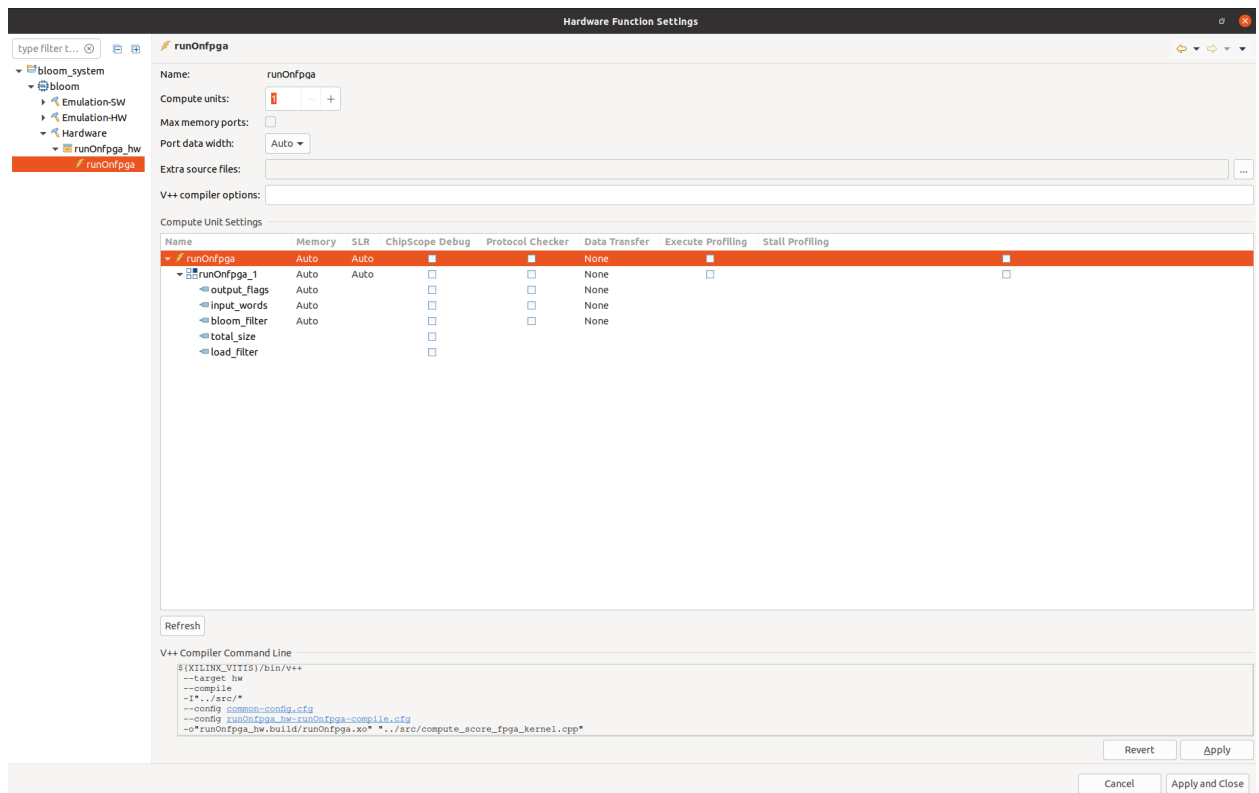 Hardware Function Settings
type filter t...
runOnfpga
bloom_system
bloom
Emulation-SW
Emulation-HW
Hardware
runOnfpga_hw
runOnfpga
Name: runOnfpga
Compute units: 1
Max memory ports:
Port data width: Auto
Extra source files: ...
V++ compiler options:
Compute Unit Settings
Name Memory SLR ChipScope Debug Protocol Checker Data Transfer Execute Profiling Stall Profiling
runOnfpga Auto Auto None
runOnfpga_1 Auto Auto None
output_flags Auto None
input_words Auto None
bloom_filter Auto None
total_size
load_filter
Refresh
V++ Compiler Command Line
${XILINX_VITIS}/bin/v++
--target hw
--compile
-I"../src/"
--config common-config.cfg
--config runOnfpga_hw-runOnfpga-compile.cfg
-o"runOnfpga_hw.build/runOnfpga.xo" "../src/compute_score_fpga_kernel.cpp"
Revert Apply
Cancel Apply and Close